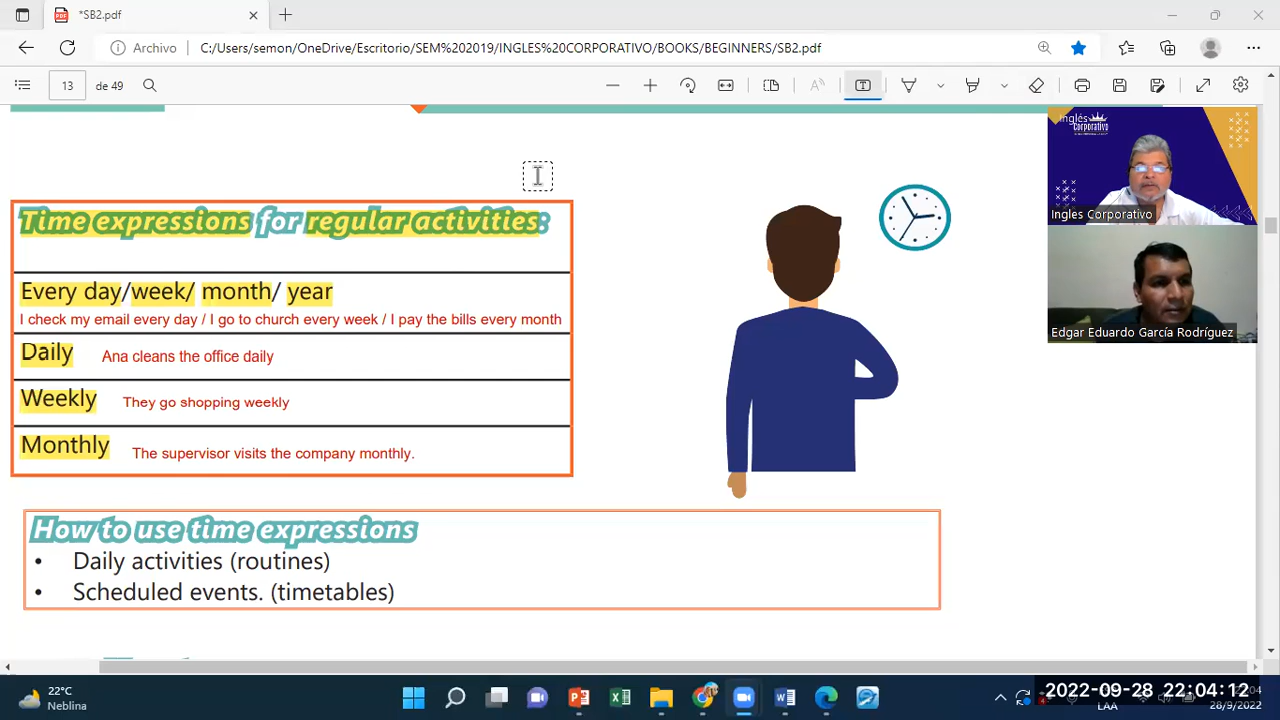 *SB2.pdf
Archivo
C:/Users/semon/OneDrive/Escritorio/SEM%202019/INGLES%20CORPORATIVO/BOOKS/BEGINNERS/SB2.pdf
13 de 49
Inglés
Corporativo
Ingles Corporativo
Edgar Eduardo García Rodríguez
Time expressions for regular activities:
Every day/week/ month/ year
I check my email every day / I go to church every week / I pay the bills every month
Daily Ana cleans the office daily
Weekly They go shopping weekly
Monthly The supervisor visits the company monthly.
How to use time expressions
• Daily activities (routines)
• Scheduled events. (timetables)
22°C
Neblina
2022-09-28 22:04:1
LAA
28/9/2022